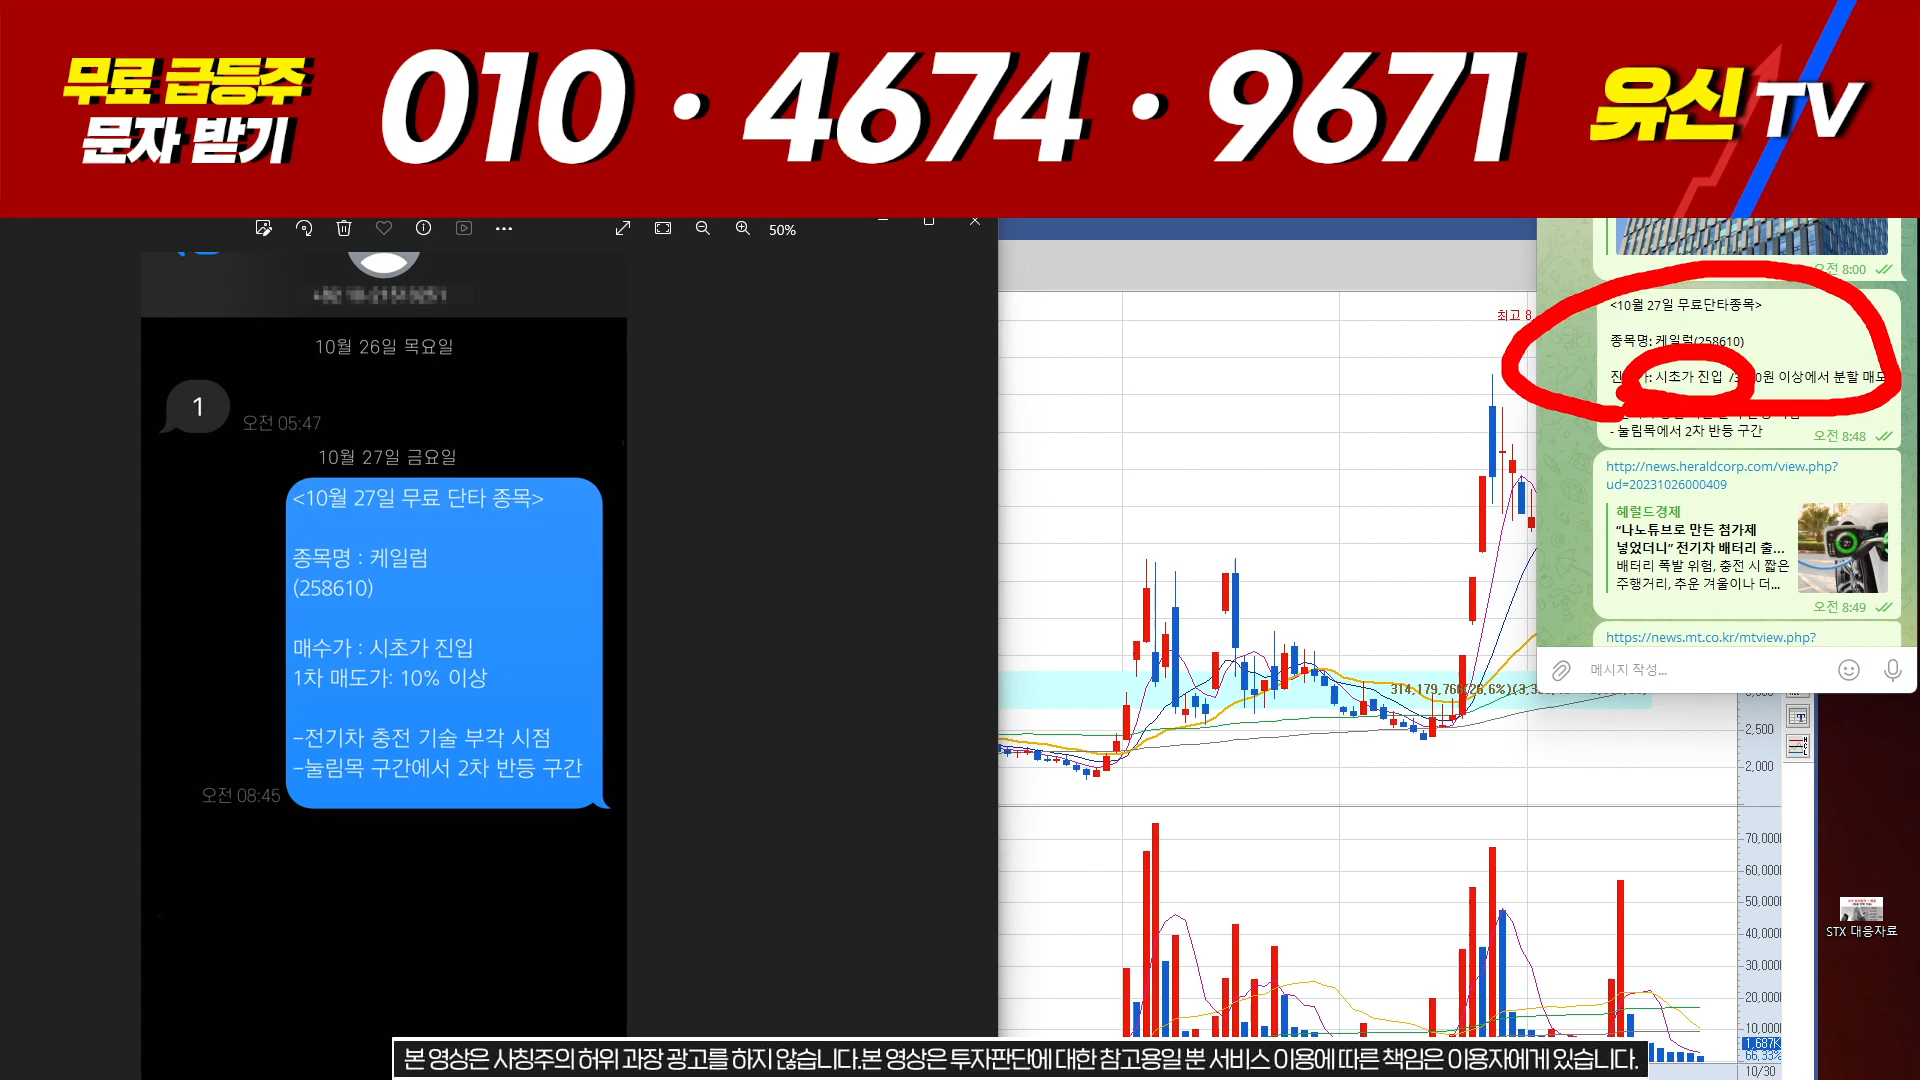 무료 급등주
문자 받기
010 · 4674 · 9671
유신 TV
50%
10월 26일 목요일
1
오전 05:47
10월 27일 금요일
<10월 27일 무료 단타 종목>
종목명 : 케일럼
(258610)
매수가 : 시초가 진입
1차 매도가: 10% 이상
-전기차 충전 기술 부각 시점
-눌림목 구간에서 2차 반등 구간
오전 08:45
최고 8
2,500
2,000
70,000
60,000
50,000
40,000
30,000
20,000
10,000
1,687K
66.33%
10/30
오전 8:00
<10월 27일 무료단타종목>
종목명: 케일럼(258610)
시초가 진입
원 이상에서 분할 매도
- 눌림목에서 2차 반등 구간
오전 8:48
http://news.heraldcorp.com/view.php?
ud=20231026000409
헤럴드경제
“나노튜브로 만든 첨가제
넣었더니” 전기차 배터리 출...
배터리 폭발 위험, 충전 시 짧은
주행거리, 추운 겨울이나 더...
오전 8:49
https://news.mt.co.kr/mtview.php?
메시지 작성...
STX 대응자료
본 영상은 사칭주의 허위 과장 광고를 하지 않습니다.본 영상은 투자판단에 대한 참고용일 뿐 서비스 이용에 따른 책임은 이용자에게 있습니다.